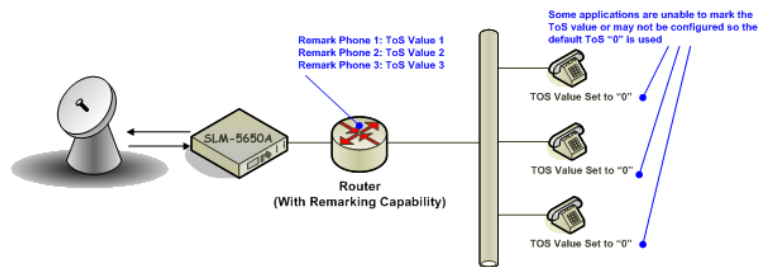 Some applications are unable to mark the
ToS value or may not be configured so the
default ToS “0” is used
Remark Phone 1: ToS Value 1
Remark Phone 2: ToS Value 2
Remark Phone 3: ToS Value 3
SLM-5650A
Router
(With Remarking Capability)
TOS Value Set to “0”
TOS Value Set to “0”
TOS Value Set to “0”